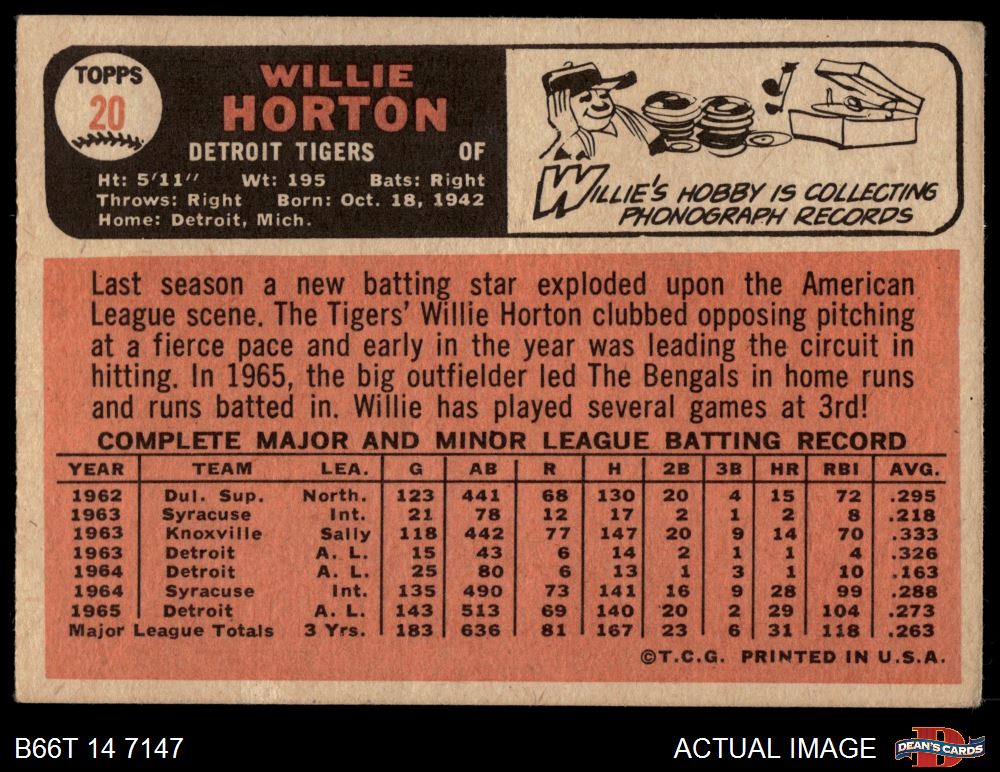 TOPPS
20
WILLIE
HORTON
DETROIT TIGERS OF
Ht: 5'11" Wt: 195 Bats: Right
Throws: Right Born: Oct. 18, 1942
Home: Detroit, Mich.
WILLIE'S HOBBY IS COLLECTING
PHONOGRAPH RECORDS
Last season a new batting star exploded upon the American
League scene. The Tigers' Willie Horton clubbed opposing pitching
at a fierce pace and early in the year was leading the circuit in
hitting. In 1965, the big outfielder led The Bengals in home runs
and runs batted in. Willie has played several games at 3rd!
COMPLETE MAJOR AND MINOR LEAGUE BATTING RECORD
YEAR TEAM LEA. G AB R H 2B 3B HR RBI AVG.
1962 Dul. Sup. North. 123 441 68 130 20 4 15 72 .295
1963 Syracuse Int. 21 78 12 17 2 1 2 8 .218
1963 Knoxville Sally 118 442 77 147 20 9 14 70 .333
1963 Detroit A. L. 15 43 6 14 2 1 1 4 .326
1964 Detroit A. L. 25 80 6 13 1 3 1 10 .163
1964 Syracuse Int. 135 490 73 141 16 9 28 99 .288
1965 Detroit A. L. 143 513 69 140 20 2 29 104 .273
Major League Totals 3 Yrs. 183 636 81 167 23 6 31 118 .263
©T.C.G. PRINTED IN U.S.A.
B66T 14 7147
ACTUAL IMAGE
D
DEAN'S CARDS